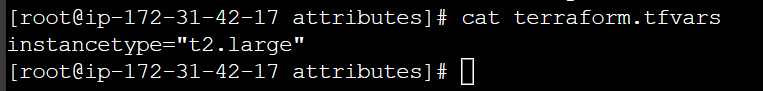 [root@ip-172-31-42-17 attributes]# cat terraform.tfvars
instancetype="t2.large"
[root@ip-172-31-42-17 attributes]#